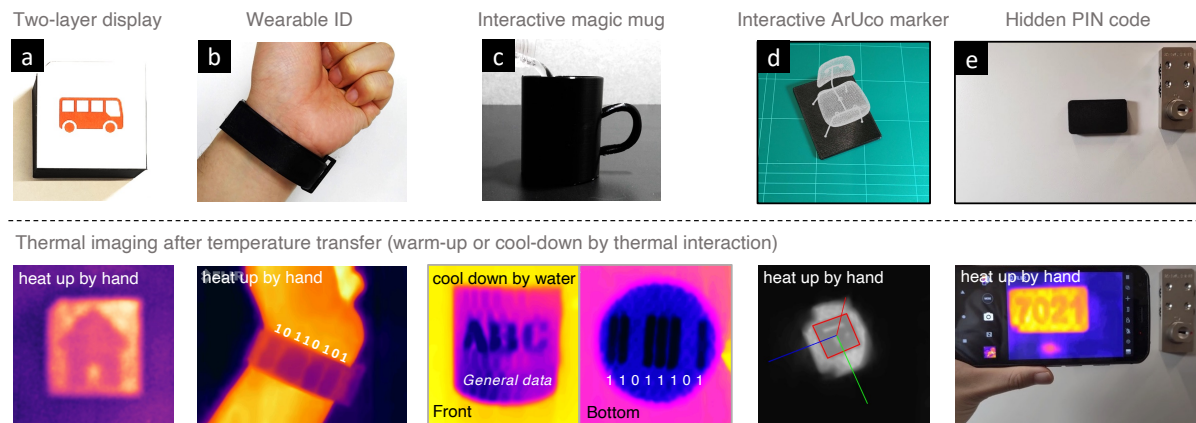 Two-layer display
Wearable ID
Interactive magic mug
Interactive ArUco marker
Hidden PIN code
a
b
c
d
e
Thermal imaging after temperature transfer (warm-up or cool-down by thermal interaction)
heat up by hand
heat up by hand
cool down by water
heat up by hand
heat up by hand
10110101
ABC
General data
11011101
Front
Bottom
7021